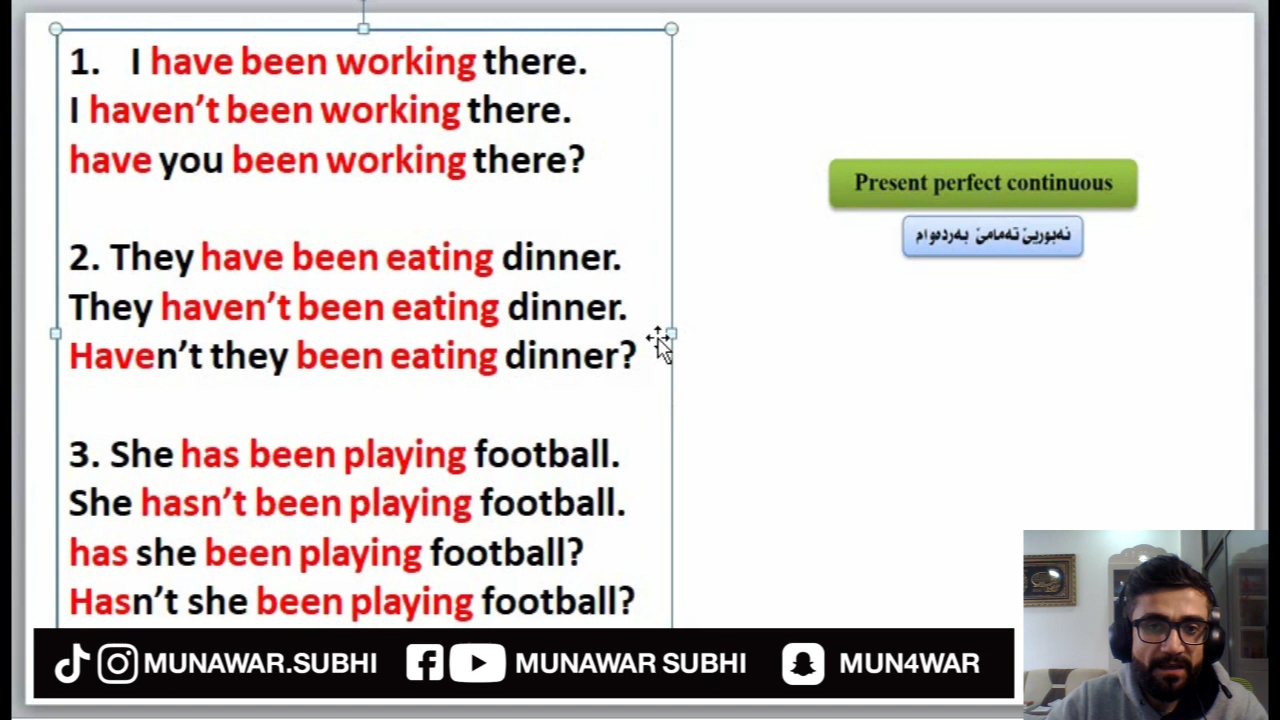 1. I have been working there.
I haven’t been working there.
have you been working there?
2. They have been eating dinner.
They haven’t been eating dinner.
Haven’t they been eating dinner?
3. She has been playing football.
She hasn’t been playing football.
has she been playing football?
Hasn’t she been playing football?
Present perfect continuous
نەبوریێ تەمامێ بەردەوام
MUNAWAR.SUBHI
MUNAWAR SUBHI
MUN4WAR